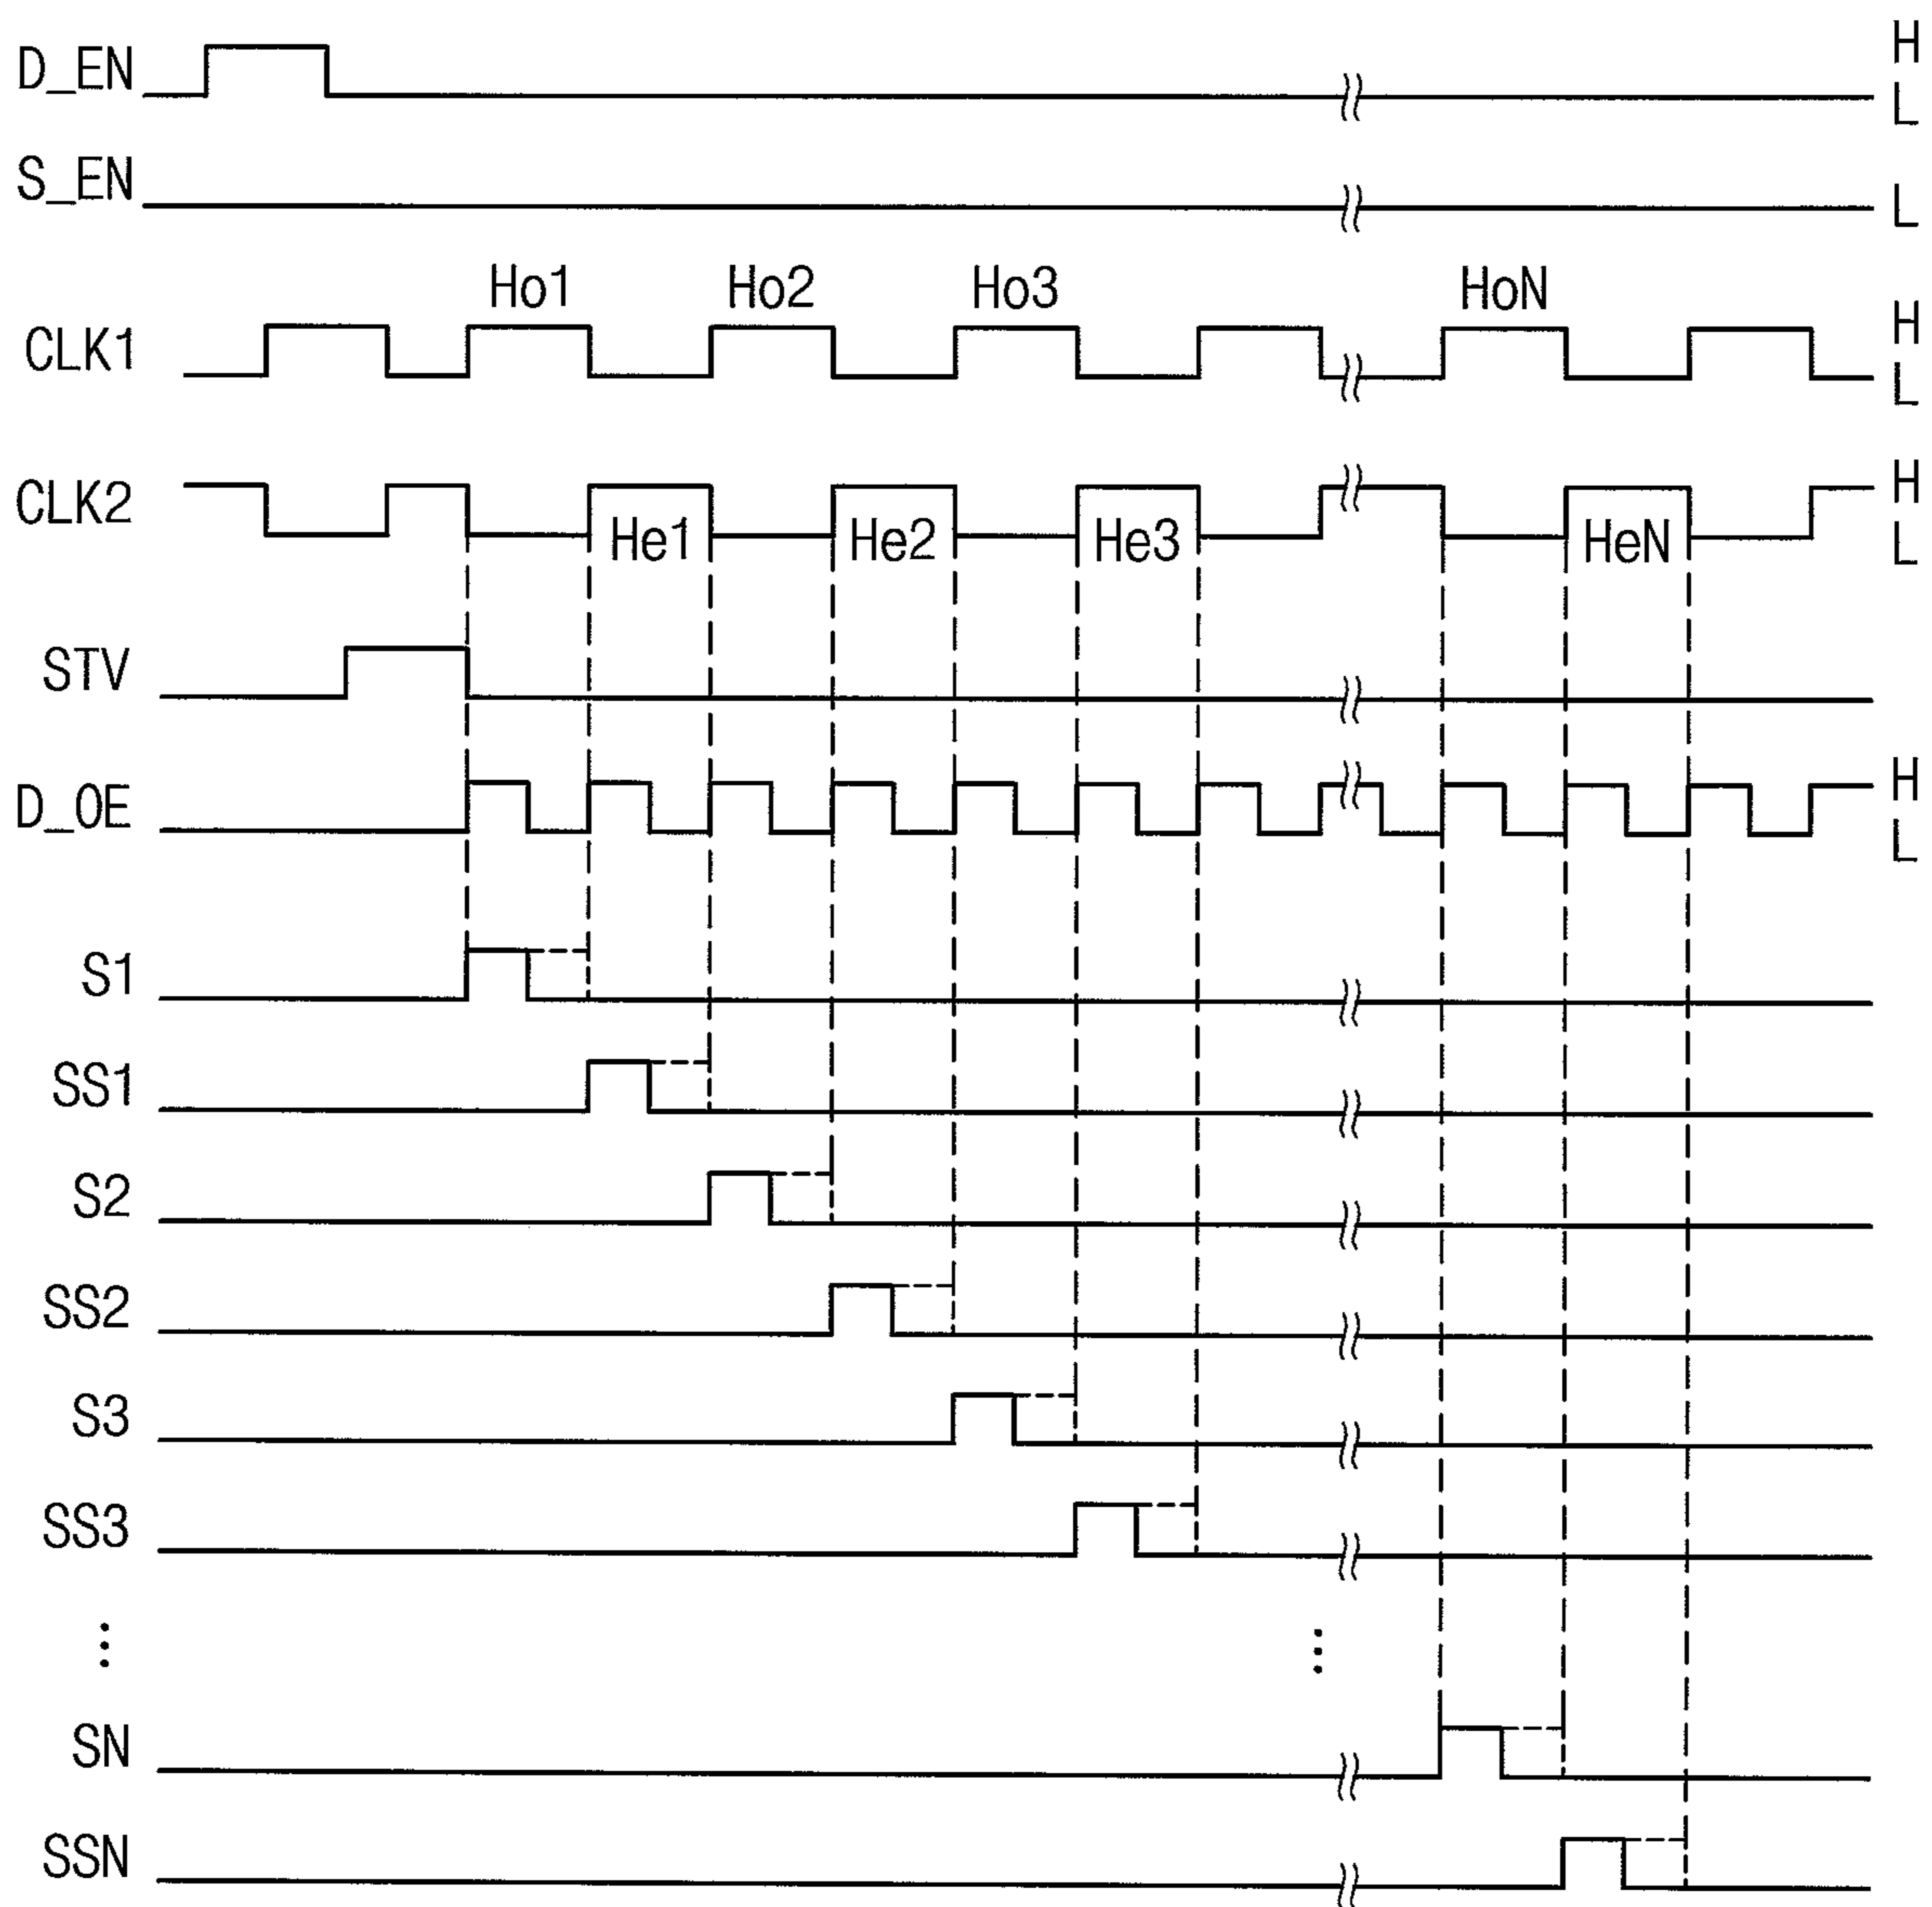 D_EN H
L
S_EN L
Ho1 Ho2 Ho3 HoN
CLK1 H
L
CLK2 H
He1 He2 He3 HeN L
STV
D_OE H
L
S1
SS1
S2
SS2
S3
SS3
SN
SSN